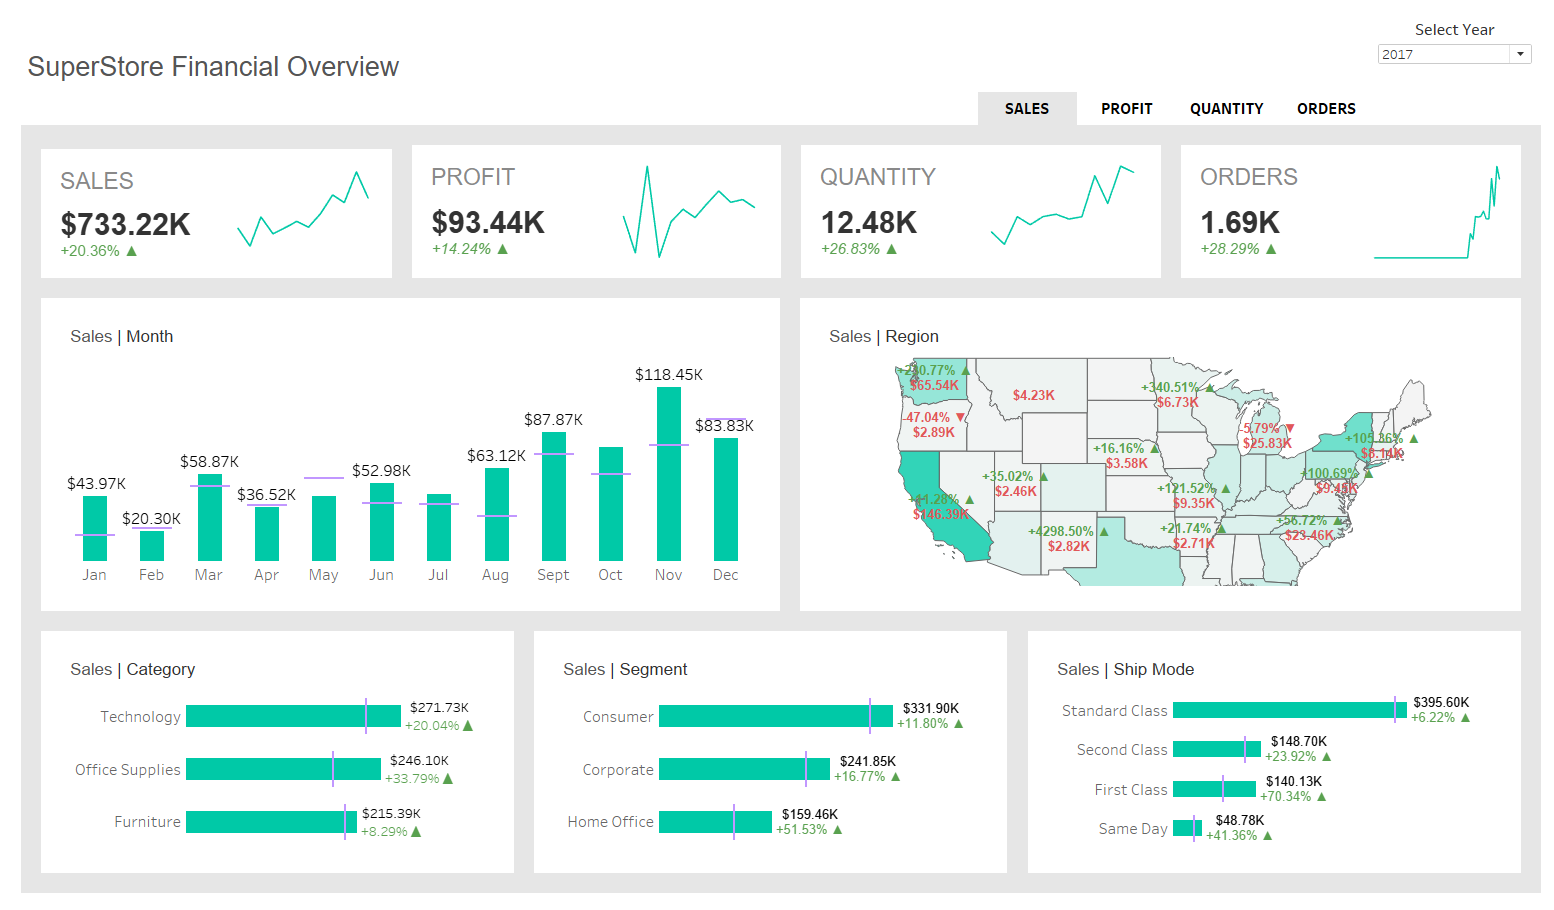 Select Year
SuperStore Financial Overview
2017
SALES
PROFIT
QUANTITY
ORDERS
SALES
$733.22K
+20.36% ▲
PROFIT
$93.44K
+14.24% ▲
QUANTITY
12.48K
+26.83% ▲
ORDERS
1.69K
+28.29% ▲
Sales | Month
$43.97K
$20.30K
$58.87K
$36.52K
$52.98K
$63.12K
$87.87K
$118.45K
$83.83K
Jan
Feb
Mar
Apr
May
Jun
Jul
Aug
Sept
Oct
Nov
Dec
Sales | Region
$65.54K
-47.04% ▼
$2.89K
$4.23K
+340.51% ▲
$6.73K
-5.79% ▼
$25.83K
+105.36% ▲
+16.16% ▲
$3.58K
+100.69% ▲
+35.02% ▲
$2.46K
$146.39K
+121.52% ▲
$9.35K
+56.72% ▲
$23.46K
+4298.50% ▲
$2.82K
+21.74% ▲
$2.71K
Sales | Category
Technology
$271.73K
+20.04% ▲
Office Supplies
$246.10K
+33.79% ▲
Furniture
$215.39K
+8.29% ▲
Sales | Segment
Consumer
$331.90K
+11.80% ▲
Corporate
$241.85K
+16.77% ▲
Home Office
$159.46K
+51.53% ▲
Sales | Ship Mode
Standard Class
$395.60K
+6.22% ▲
Second Class
$148.70K
+23.92% ▲
First Class
$140.13K
+70.34% ▲
Same Day
$48.78K
+41.36% ▲